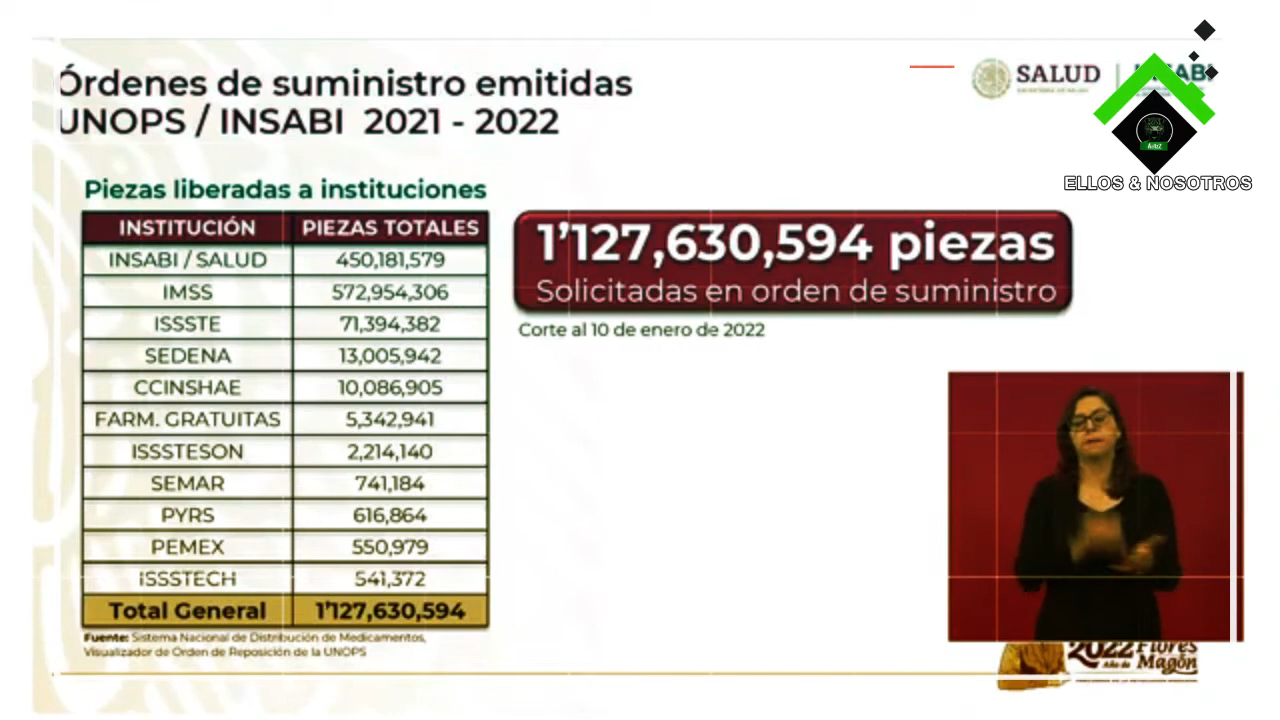 Órdenes de suministro emitidas
UNOPS / INSABI 2021 - 2022
SALUD
ELLOS & NOSOTROS
Piezas liberadas a instituciones
INSTITUCIÓN PIEZAS TOTALES
INSABI / SALUD 450,181,579
IMSS 572,954,306
ISSSTE 71,394,382
SEDENA 13,005,942
CCINSHAE 10,086,905
FARM. GRATUITAS 5,342,941
ISSSTESON 2,214,140
SEMAR 741,184
PYRS 616,864
PEMEX 550,979
ISSSTECH 541,372
Total General 1'127,630,594
Fuente: Sistema Nacional de Distribución de Medicamentos,
Visualizador de Orden de Reposición de la UNOPS
1'127,630,594 piezas
Solicitadas en orden de suministro
Corte al 10 de enero de 2022
2022 Flores
Año de Magón